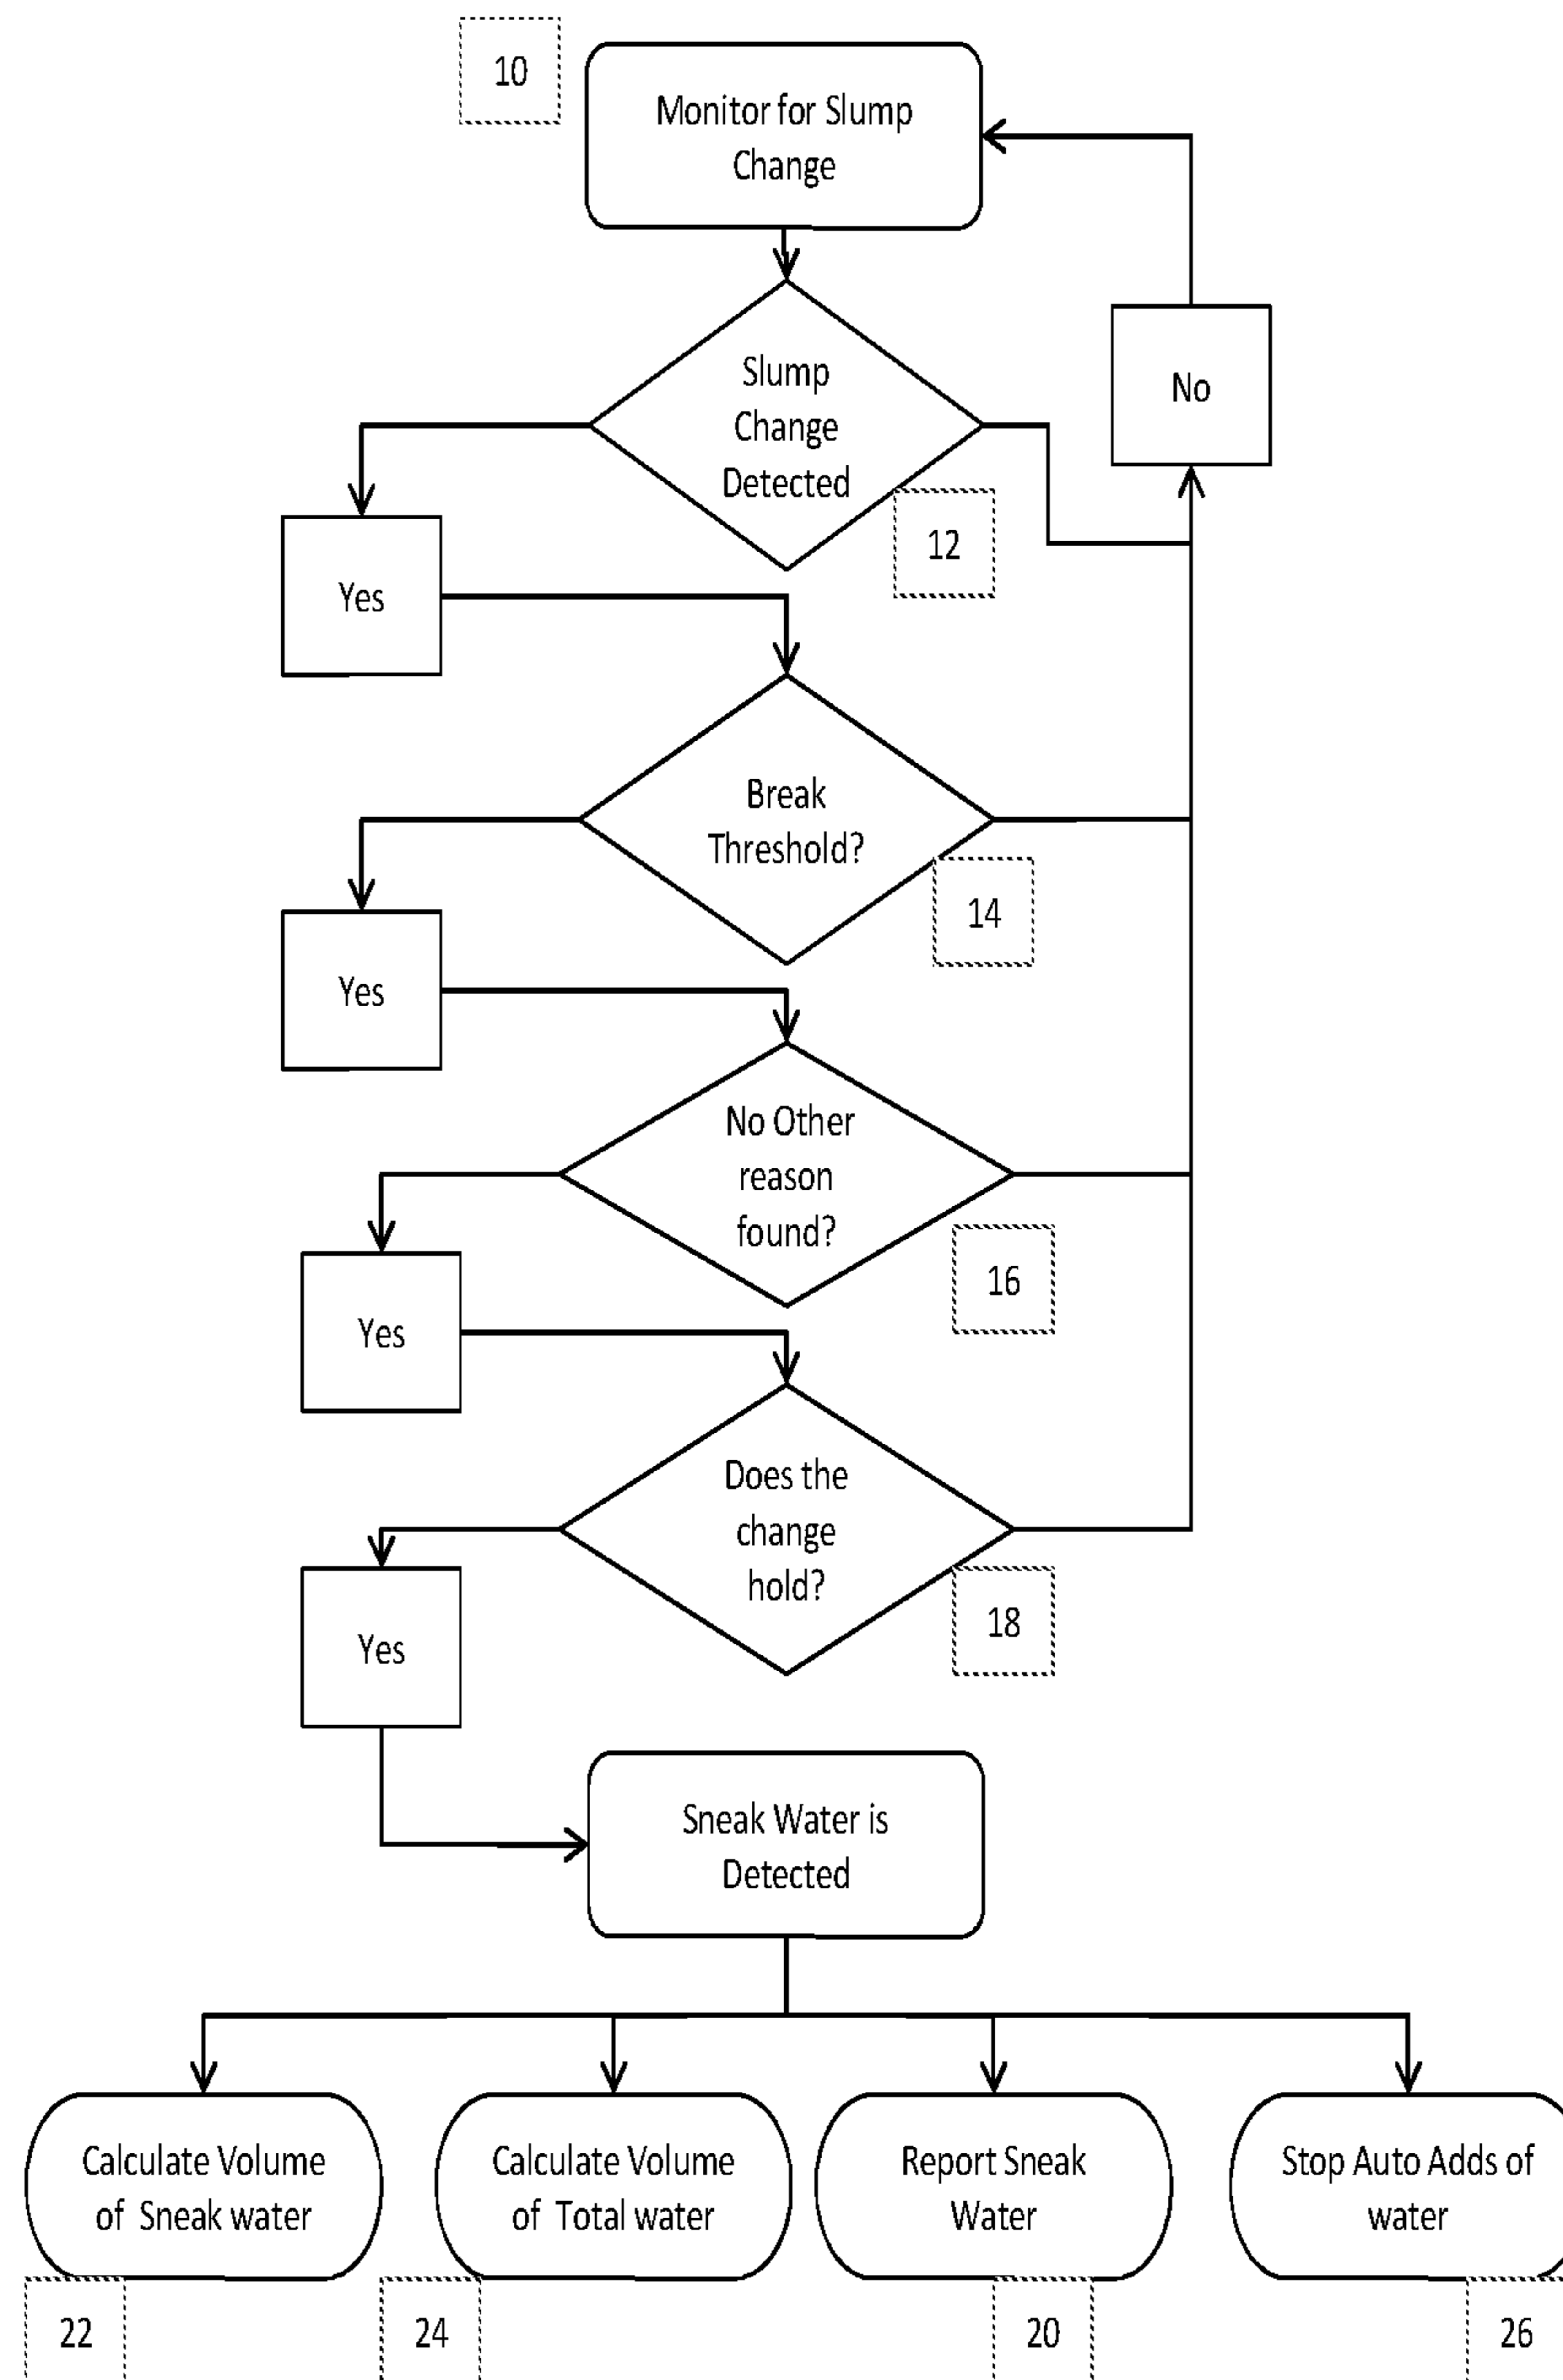 10
Monitor for Slump
Change
No
Slump
Change
Detected
12
Yes
Break
Threshold?
14
Yes
No Other
reason
found?
16
Yes
Does the
change
hold?
18
Yes
Sneak Water is
Detected
Calculate Volume
of Sneak water
Calculate Volume
of Total water
Report Sneak
Water
Stop Auto Adds of
water
22
24
20
26